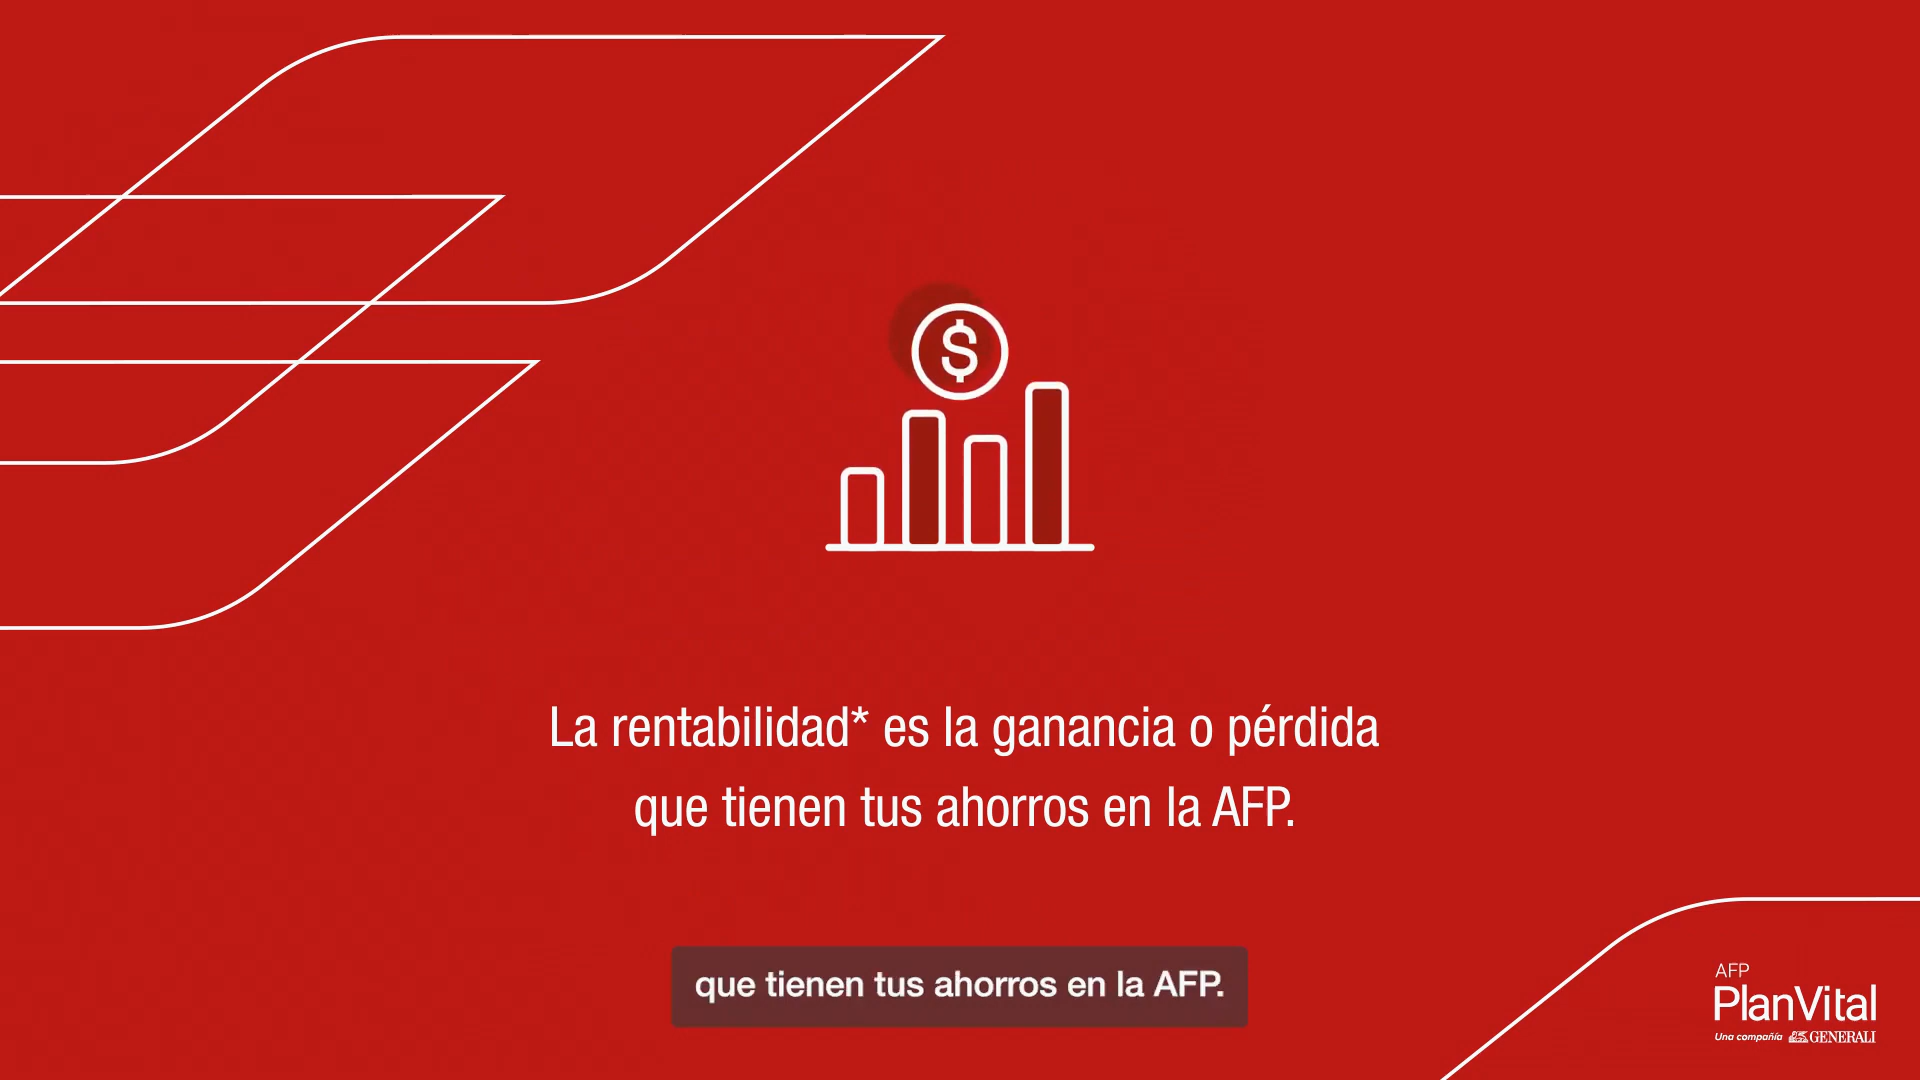 $
La rentabilidad* es la ganancia o pérdida
que tienen tus ahorros en la AFP.
que tienen tus ahorros en la AFP.
AFP
PlanVital
Una compañía GENERALI